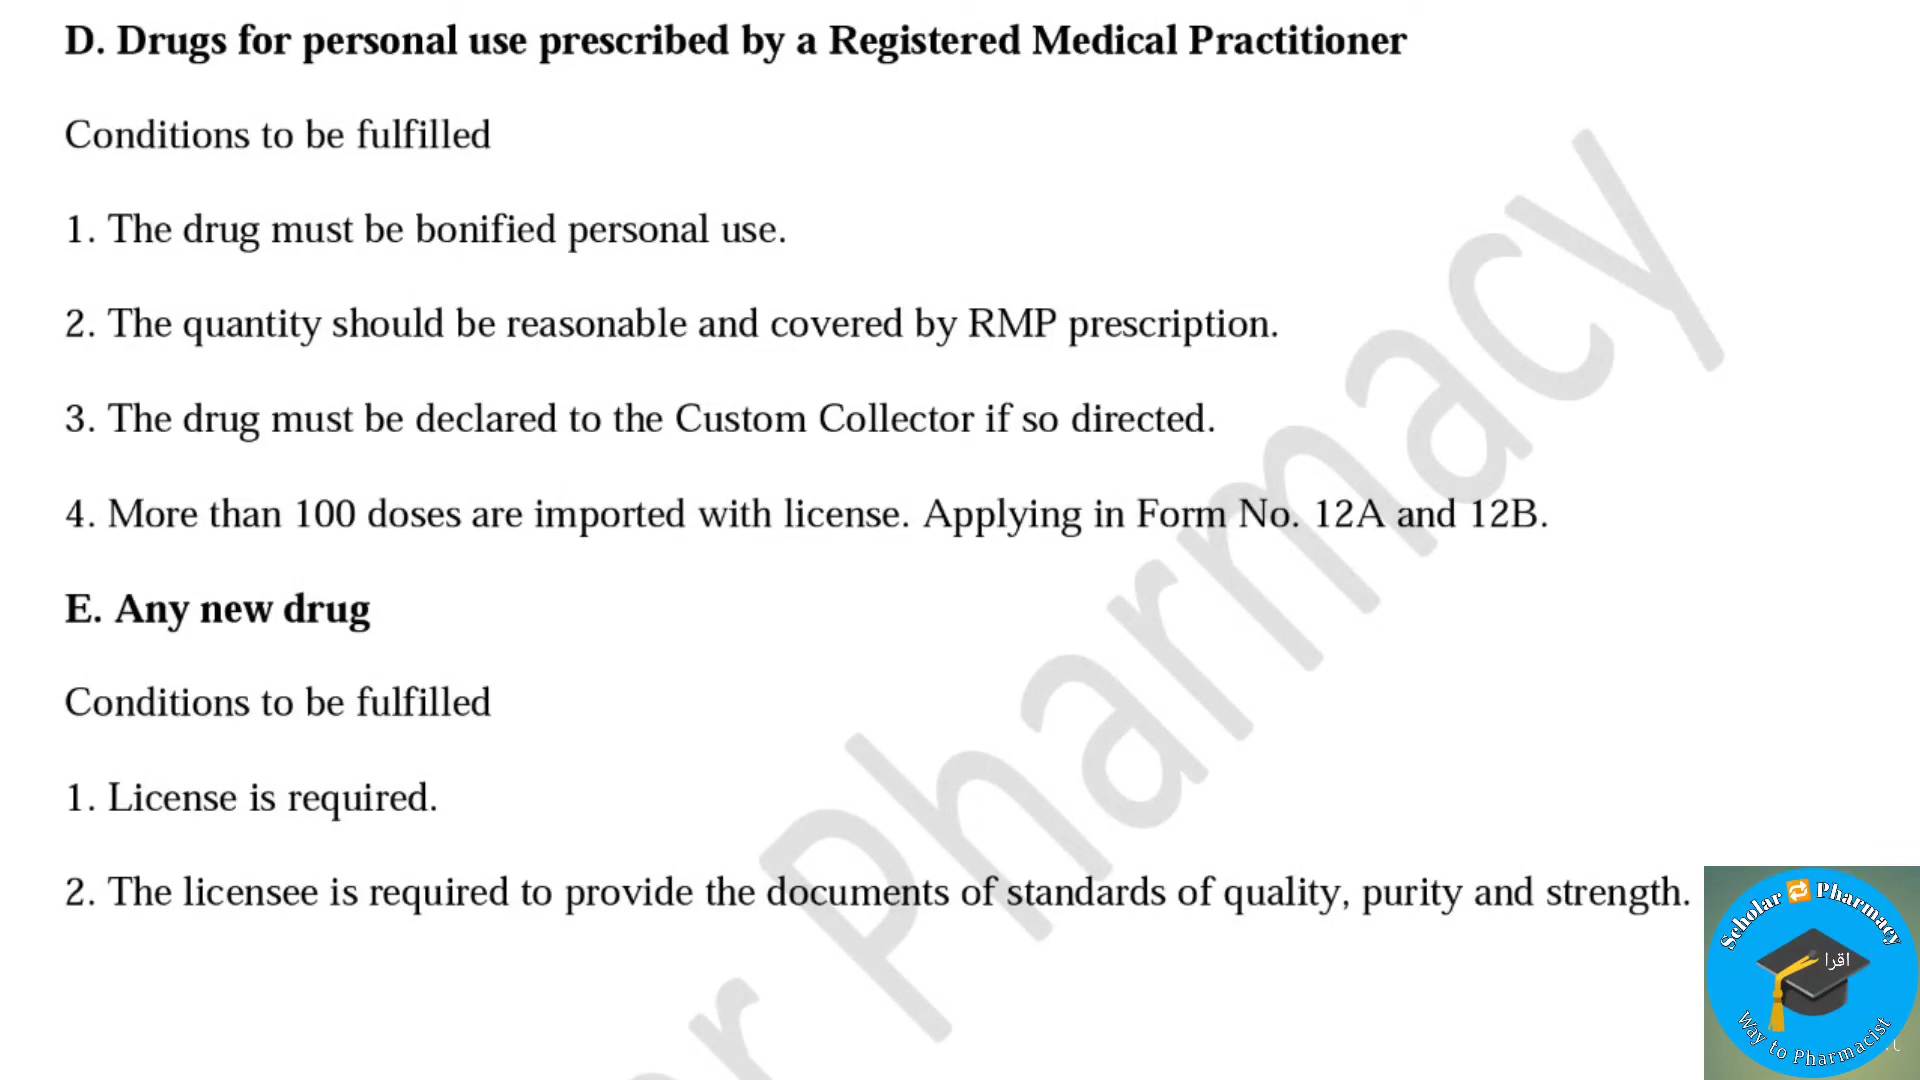 D. Drugs for personal use prescribed by a Registered Medical Practitioner
Conditions to be fulfilled
1. The drug must be bonified personal use.
2. The quantity should be reasonable and covered by RMP prescription.
3. The drug must be declared to the Custom Collector if so directed.
4. More than 100 doses are imported with license. Applying in Form No. 12A and 12B.
E. Any new drug
Conditions to be fulfilled
1. License is required.
2. The licensee is required to provide the documents of standards of quality, purity and strength.
r Pharmacy
Scholar 🔁 Pharmacy
اقرا
Way to Pharmacist